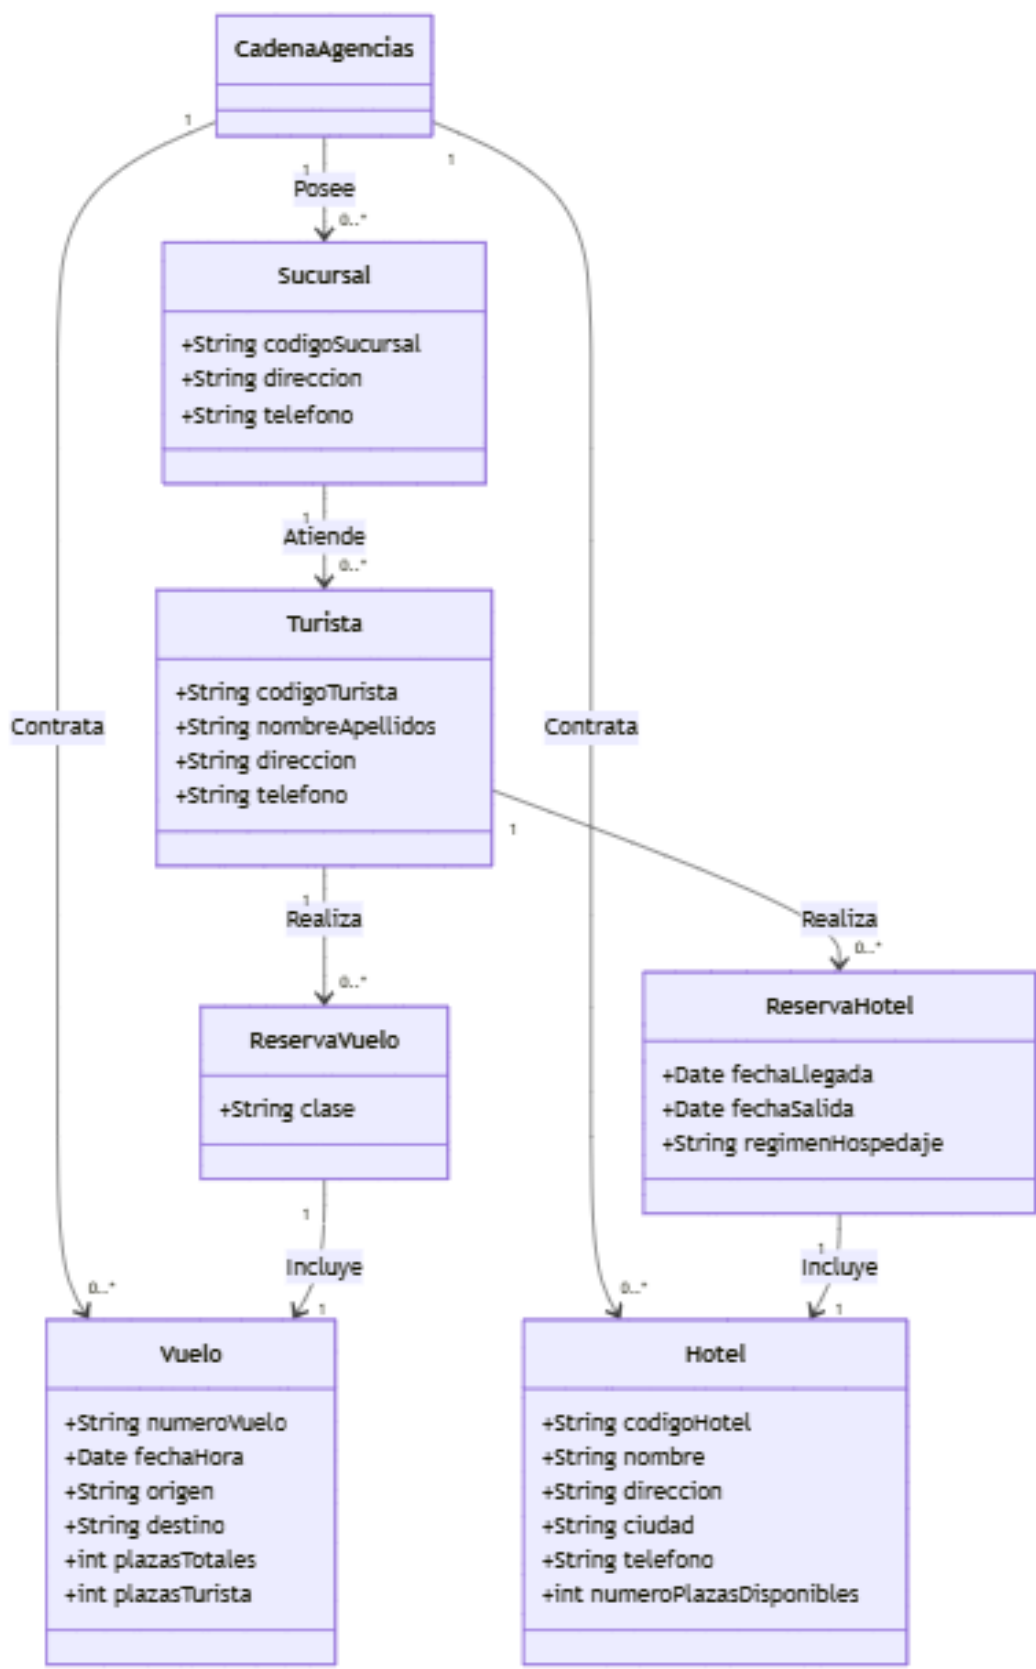 CadenaAgencias
1
1
1
Posee
0..*
Sucursal
+String codigoSucursal
+String direccion
+String telefono
1
Atiende
0..*
Turista
+String codigoTurista
+String nombreApellidos
+String direccion
+String telefono
Contrata
Contrata
1
1
Realiza
Realiza
0..*
0..*
ReservaVuelo
+String clase
ReservaHotel
+Date fechaLlegada
+Date fechaSalida
+String regimenHospedaje
1
Incluye
1
Incluye
0..*
1
0..*
1
Vuelo
+String numeroVuelo
+Date fechaHora
+String origen
+String destino
+int plazasTotales
+int plazasTurista
Hotel
+String codigoHotel
+String nombre
+String direccion
+String ciudad
+String telefono
+int numeroPlazasDisponibles